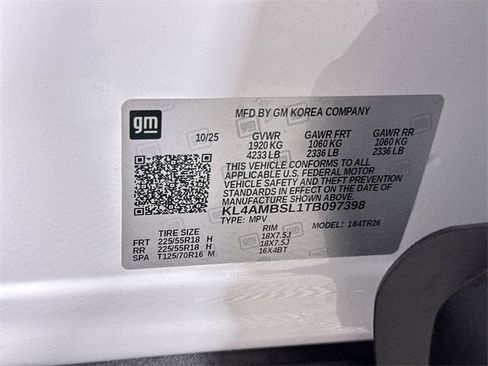 MFD BY GM KOREA COMPANY
gm
10/25 GVWR GAWR FRT GAWR RR
1920 KG 1060 KG 1060 KG
4233 LB 2336 LB 2336 LB
THIS VEHICLE CONFORMS TO ALL
APPLICABLE U.S. FEDERAL MOTOR
VEHICLE SAFETY AND THEFT PREVENTION
STANDARDS IN EFFECT ON THE DATE OF
MANUFACTURE SHOWN ABOVE.
KL4AMBSL1TB097398
TYPE: MPV MODEL: 184TR26
TIRE SIZE RIM
FRT 225/55R18 H 18X7.5J
RR 225/55R18 H 18X7.5J
SPA T125/70R16 M 16X4BT